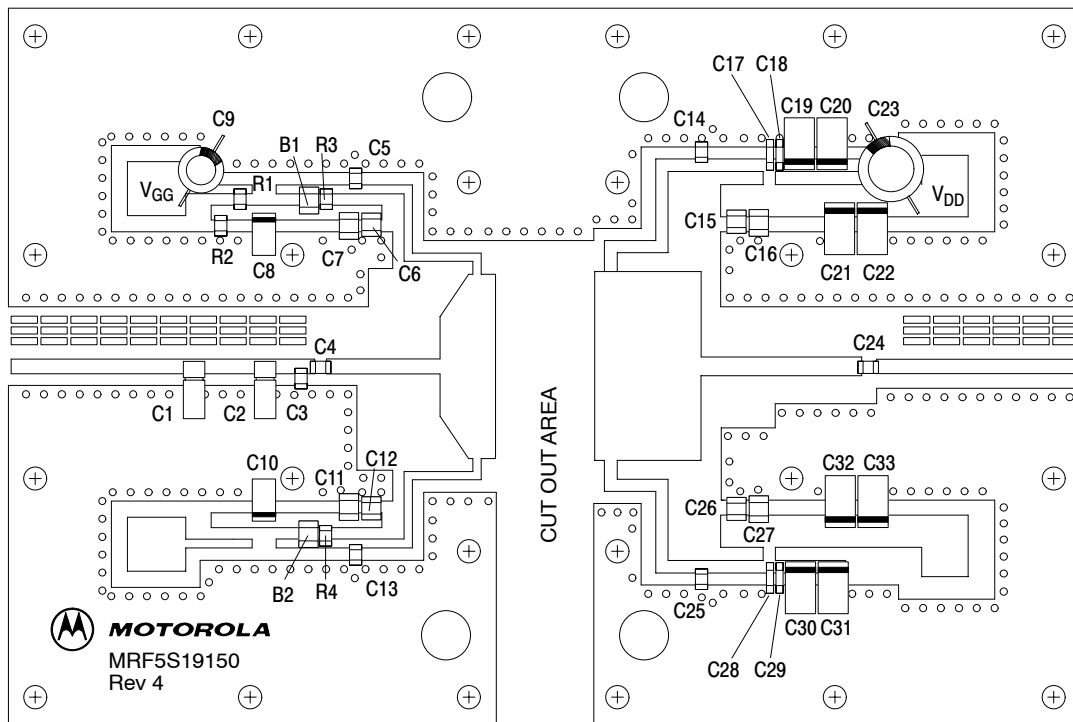 C17 C18
C19 C20 C23
C9 C14
B1 R3 C5
R1
VGG VDD
C15
R2 C8 C7 C6 C16 C21 C22
C4 C24
C1 C2 C3
CUT OUT AREA
C10 C11 C12 C32 C33
C26 C27
B2 R4 C13 C25
C30 C31
C28 C29
MOTOROLA
MRF5S19150
Rev 4